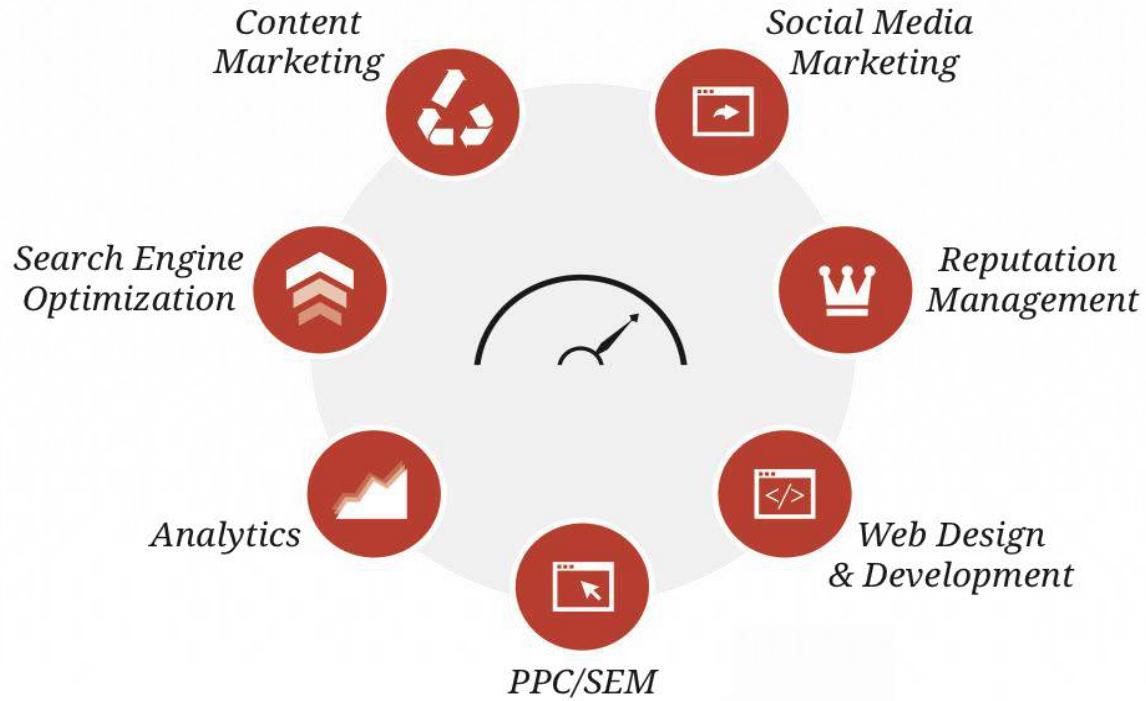 Content
Marketing
Social Media
Marketing
Search Engine
Optimization
Reputation
Management
</>
Analytics
Web Design
& Development
PPC/SEM